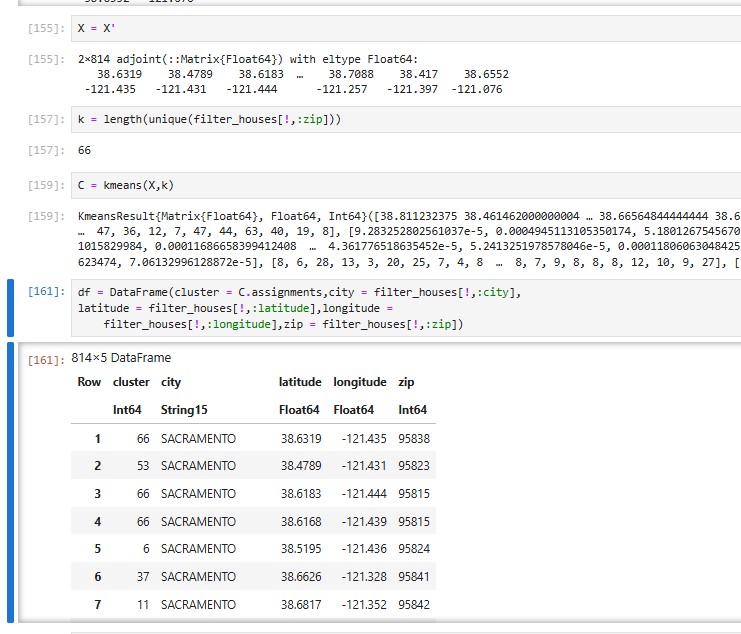 [155]: X = X'
[155]: 2×814 adjoint(::Matrix{Float64}) with eltype Float64:
38.6319 38.4789 38.6183 … 38.7088 38.417 38.6552
-121.435 -121.431 -121.444 -121.257 -121.397 -121.076
[157]: k = length(unique(filter_houses[!,:zip]))
[157]: 66
[159]: C = kmeans(X,k)
[159]: KmeansResult{Matrix{Float64}, Float64, Int64}([38.811232375 38.461462000000004 … 38.66564844444444 38.6
… 47, 36, 12, 7, 47, 44, 63, 40, 19, 8], [9.283252802561037e-5, 0.0004945113105350174, 5.1801267545670
1015829984, 0.00011686658399412408 … 4.361776518635452e-5, 5.2413251978578046e-5, 0.00011806063048425
623474, 7.06132996128872e-5], [8, 6, 28, 13, 3, 20, 25, 7, 4, 8 … 8, 7, 9, 8, 8, 8, 12, 10, 9, 27], [
[161]: df = DataFrame(cluster = C.assignments,city = filter_houses[!,:city],
latitude = filter_houses[!,:latitude],longitude =
filter_houses[!,:longitude],zip = filter_houses[!,:zip])
[161]: 814×5 DataFrame
Row cluster city latitude longitude zip
Int64 String15 Float64 Float64 Int64
1 66 SACRAMENTO 38.6319 -121.435 95838
2 53 SACRAMENTO 38.4789 -121.431 95823
3 66 SACRAMENTO 38.6183 -121.444 95815
4 66 SACRAMENTO 38.6168 -121.439 95815
5 6 SACRAMENTO 38.5195 -121.436 95824
6 37 SACRAMENTO 38.6626 -121.328 95841
7 11 SACRAMENTO 38.6817 -121.352 95842